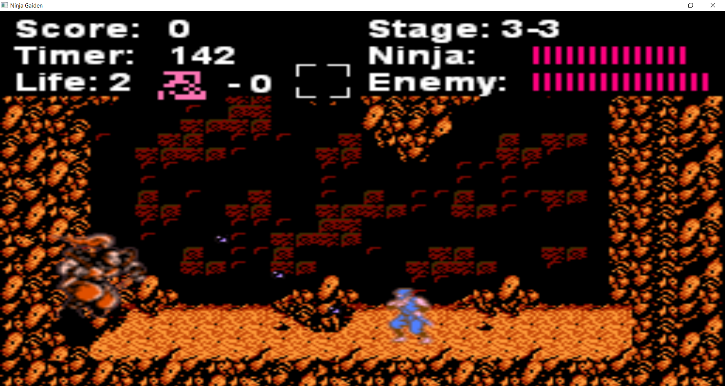 Ninja Gaiden
Score: 0 Stage: 3-3
Timer: 142 Ninja:
Life: 2 -0 Enemy: